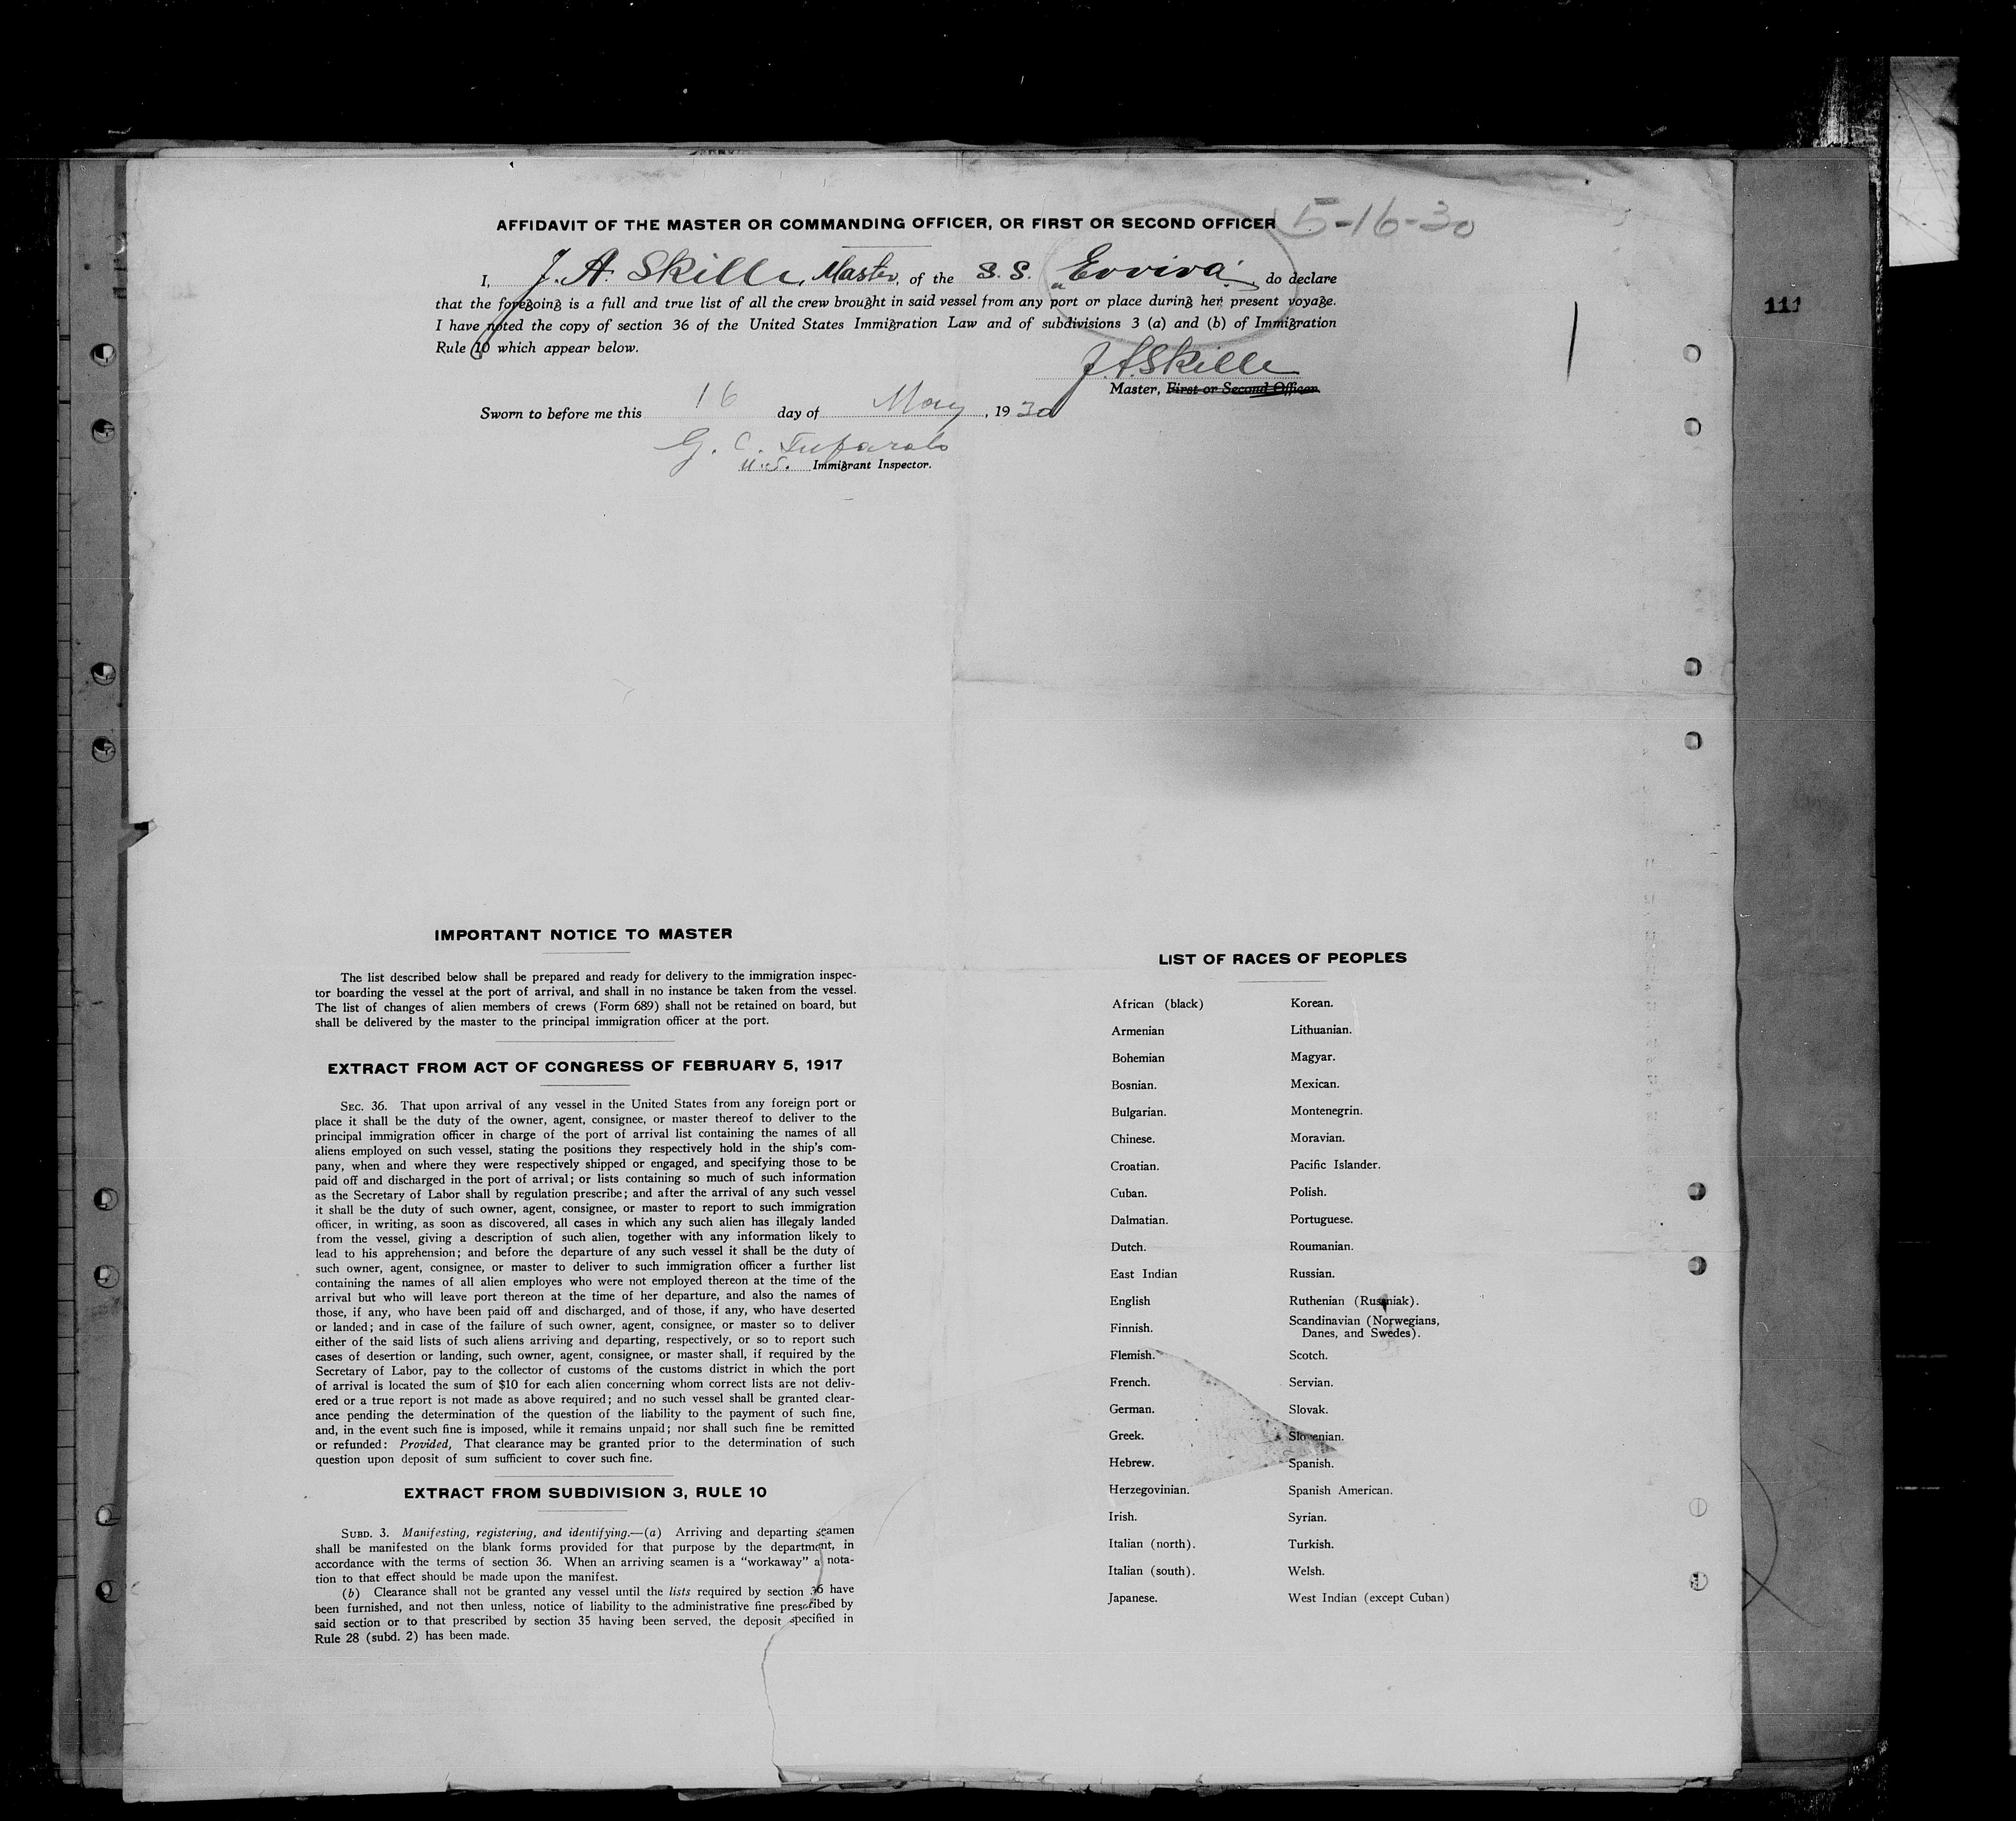 AFFIDAVIT OF THE MASTER OR COMMANDING OFFICER, OR FIRST OR SECOND OFFICER 5-16-30
I, J. A. Skille, Master, of the S. S. "Evviva" do declare
that the foregoing is a full and true list of all the crew brought in said vessel from any port or place during her present voyage.
I have noted the copy of section 36 of the United States Immigration Law and of subdivisions 3 (a) and (b) of Immigration
Rule 10 which appear below.
111
J. A. Skille
Master, First or Second Officer.
Sworn to before me this 16 day of May, 1930
G. C.
U.S. Immigrant Inspector.
IMPORTANT NOTICE TO MASTER
The list described below shall be prepared and ready for delivery to the immigration inspec-
tor boarding the vessel at the port of arrival, and shall in no instance be taken from the vessel.
The list of changes of alien members of crews (Form 689) shall not be retained on board, but
shall be delivered by the master to the principal immigration officer at the port.
EXTRACT FROM ACT OF CONGRESS OF FEBRUARY 5, 1917
SEC. 36. That upon arrival of any vessel in the United States from any foreign port or
place it shall be the duty of the owner, agent, consignee, or master thereof to deliver to the
principal immigration officer in charge of the port of arrival list containing the names of all
aliens employed on such vessel, stating the positions they respectively hold in the ship's com-
pany, when and where they were respectively shipped or engaged, and specifying those to be
paid off and discharged in the port of arrival; or lists containing so much of such information
as the Secretary of Labor shall by regulation prescribe; and after the arrival of any such vessel
it shall be the duty of such owner, agent, consignee, or master to report to such immigration
officer, in writing, as soon as discovered, all cases in which any such alien has illegaly landed
from the vessel, giving a description of such alien, together with any information likely to
lead to his apprehension; and before the departure of any such vessel it shall be the duty of
such owner, agent, consignee, or master to deliver to such immigration officer a further list
containing the names of all alien employes who were not employed thereon at the time of the
arrival but who will leave port thereon at the time of her departure, and also the names of
those, if any, who have been paid off and discharged, and of those, if any, who have deserted
or landed; and in case of the failure of such owner, agent, consignee, or master so to deliver
either of the said lists of such aliens arriving and departing, respectively, or so to report such
cases of desertion or landing, such owner, agent, consignee, or master shall, if required by the
Secretary of Labor, pay to the collector of customs of the customs district in which the port
of arrival is located the sum of $10 for each alien concerning whom correct lists are not deliv-
ered or a true report is not made as above required; and no such vessel shall be granted clear-
ance pending the determination of the question of the liability to the payment of such fine,
and, in the event such fine is imposed, while it remains unpaid; nor shall such fine be remitted
or refunded: Provided, That clearance may be granted prior to the determination of such
question upon deposit of sum sufficient to cover such fine.
EXTRACT FROM SUBDIVISION 3, RULE 10
SUBD. 3. Manifesting, registering, and identifying.—(a) Arriving and departing seamen
shall be manifested on the blank forms provided for that purpose by the department, in
accordance with the terms of section 36. When an arriving seamen is a "workaway" a nota-
tion to that effect should be made upon the manifest.
(b) Clearance shall not be granted any vessel until the lists required by section 36 have
been furnished, and not then unless, notice of liability to the administrative fine prescribed by
said section or to that prescribed by section 35 having been served, the deposit specified in
Rule 28 (subd. 2) has been made.
LIST OF RACES OF PEOPLES
African (black)
Armenian
Bohemian
Bosnian.
Bulgarian.
Chinese.
Croatian.
Cuban.
Dalmatian.
Dutch.
East Indian
English
Finnish.
Flemish.
French.
German.
Greek.
Hebrew.
Herzegovinian.
Irish.
Italian (north).
Italian (south).
Japanese.
Korean.
Lithuanian.
Magyar.
Mexican.
Montenegrin.
Moravian.
Pacific Islander.
Polish.
Portuguese.
Roumanian.
Russian.
Ruthenian (Russniak).
Scandinavian (Norwegians,
Danes, and Swedes).
Scotch.
Servian.
Slovak.
Slovenian.
Spanish.
Spanish American.
Syrian.
Turkish.
Welsh.
West Indian (except Cuban)